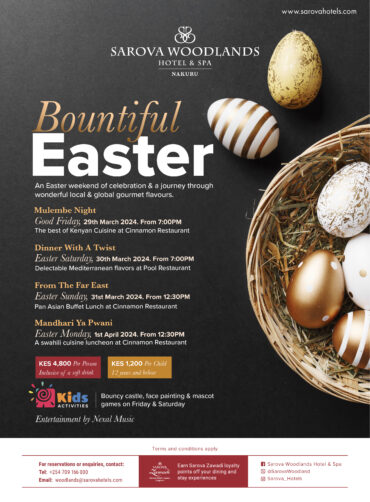 www.sarovahotels.com
SAROVA WOODLANDS
HOTEL & SPA
NAKURU
Bountiful
Easter
An Easter weekend of celebration & a journey through
wonderful local & global gourmet flavours.
Mulembe Night
Good Friday, 29th March 2024. From 7:00PM
The best of Kenyan Cuisine at Cinnamon Restaurant
Dinner With A Twist
Easter Saturday, 30th March 2024. From 7:00PM
Delectable Mediterranean flavors at Pool Restaurant
From The Far East
Easter Sunday, 31st March 2024. From 12:30PM
Pan Asian Buffet Lunch at Cinnamon Restaurant
Mandhari Ya Pwani
Easter Monday, 1st April 2024. From 12:30PM
A swahili cuisine luncheon at Cinnamon Restaurant
KES 4,800 Per Person
Inclusive of a soft drink
KES 1,200 Per Child
12 years and below
Kids
ACTIVITIES
Bouncy castle, face painting & mascot
games on Friday & Saturday
Entertainment by Nexal Music
Terms and conditions apply
For reservations or enquiries, contact:
Tel: +254 709 166 000
Email: woodlands@sarovahotels.com
SAROVA
Zawadi
Earn Sarova Zawadi loyalty
points off your dining and
stay experiences
Sarova Woodlands Hotel & Spa
@SarovaWoodland
Sarova_Hotels